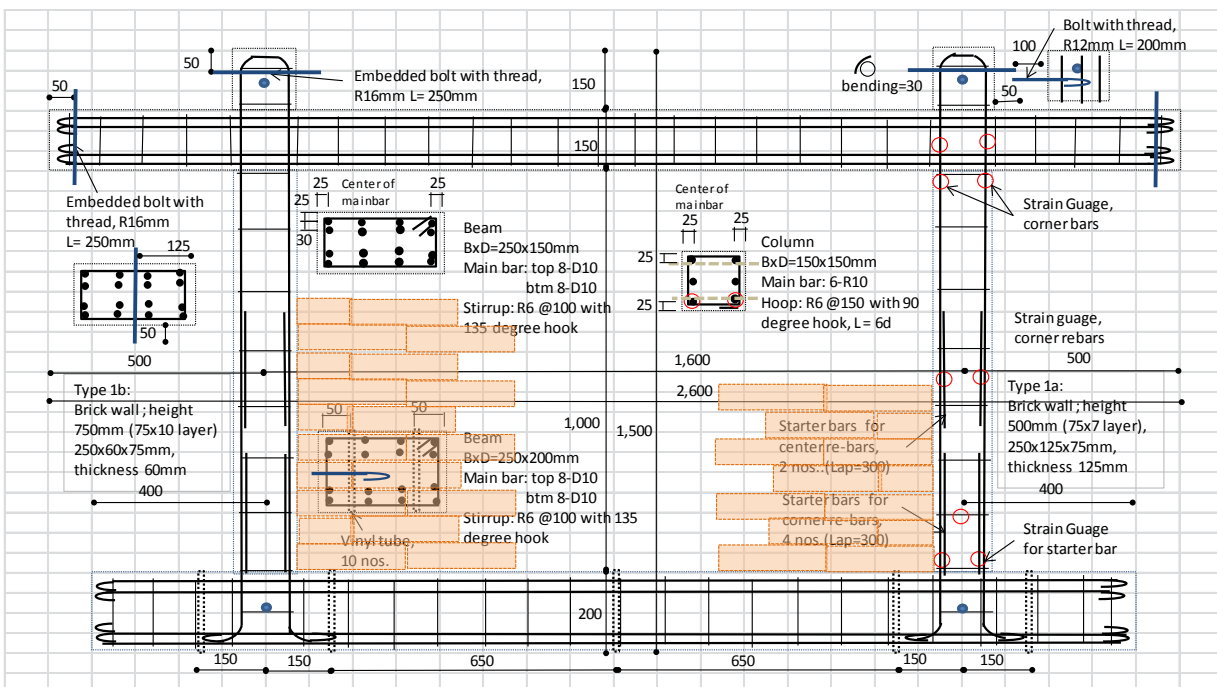 Bolt with thread,
R12mm L= 200mm
100
50
Embedded bolt with thread,
R16mm L= 250mm
150
bending=30
50
50
150
Embedded bolt with
thread, R16mm
L= 250mm
125
50
25
Center of
mainbar
25
25
30
Beam
BxD=250x150mm
Main bar: top 8-D10
btm 8-D10
Stirrup: R6 @100 with
135 degree hook
Center of
mainbar
25
25
25
25
Column
BxD=150x150mm
Main bar: 6-R10
Hoop: R6 @150 with 90
degree hook, L= 6d
Strain Guage,
corner bars
Strain guage,
corner rebars
500
1,600
500
2,600
Type 1b:
Brick wall ; height
750mm (75x10 layer)
250x60x75mm,
thickness 60mm
400
50
50
1,000
1,500
Beam
BxD=250x200mm
Main bar: top 8-D10
btm 8-D10
Stirrup: R6 @100 with 135
degree hook
Vinyl tube,
10 nos.
Starter bars for
center re-bars,
2 nos..(Lap=300)
Starter bars for
corner re-bars,
4 nos.(Lap=300)
Type 1a:
Brick wall ; height
500mm (75x7 layer),
250x125x75mm,
thickness 125mm
400
Strain Guage
for starter bar
200
150
150
650
650
150
150